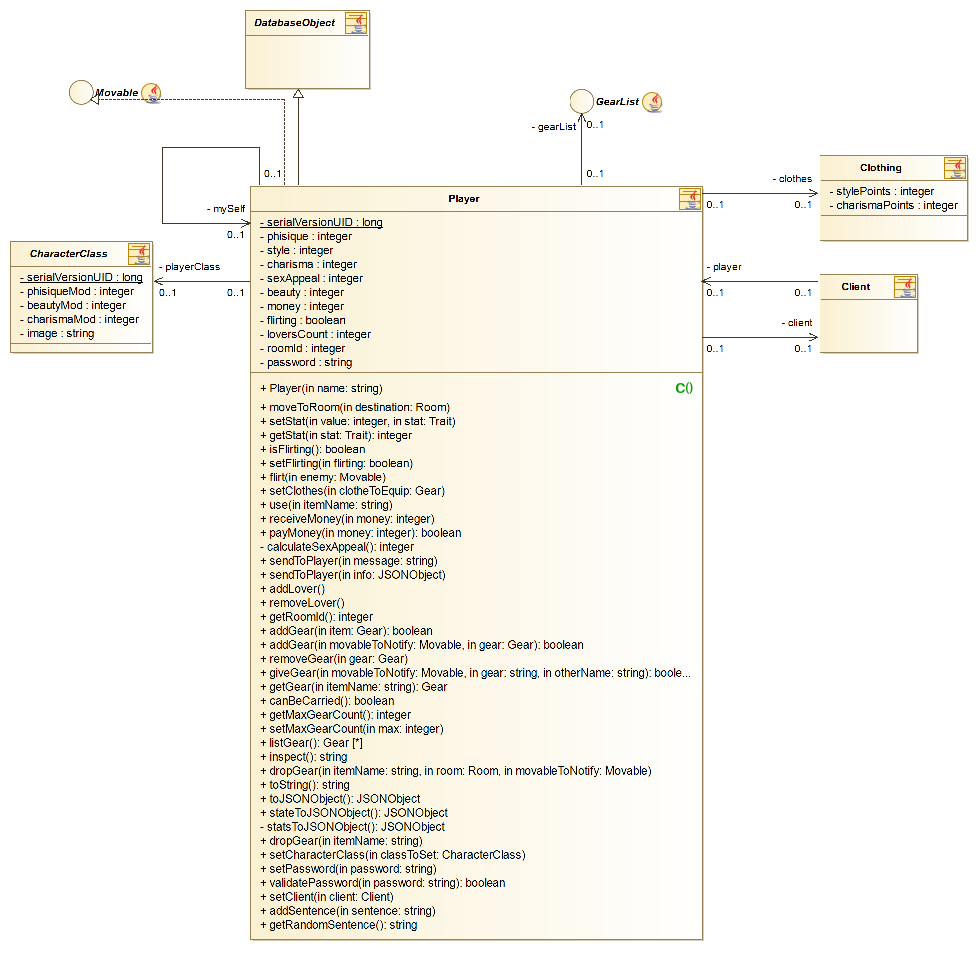 DatabaseObject
Movable
GearList
- gearList
0..1
0..1
0..1
Clothing
- stylePoints : integer
- charismaPoints : integer
- clothes
0..1
0..1
- mySelf
0..1
CharacterClass
- serialVersionUID : long
- phisiqueMod : integer
- beautyMod : integer
- charismaMod : integer
- image : string
- playerClass
0..1
0..1
Player
- serialVersionUID : long
- phisique : integer
- style : integer
- charisma : integer
- sexAppeal : integer
- beauty : integer
- money : integer
- flirting : boolean
- loversCount : integer
- roomId : integer
- password : string
- player
0..1
0..1
Client
- client
0..1
0..1
+ Player(in name: string)
C()
+ moveToRoom(in destination: Room)
+ setStat(in value: integer, in stat: Trait)
+ getStat(in stat: Trait): integer
+ isFlirting(): boolean
+ setFlirting(in flirting: boolean)
+ flirt(in enemy: Movable)
+ setClothes(in clotheToEquip: Gear)
+ use(in itemName: string)
+ receiveMoney(in money: integer)
+ payMoney(in money: integer): boolean
- calculateSexAppeal(): integer
+ sendToPlayer(in message: string)
+ sendToPlayer(in info: JSONObject)
+ addLover()
+ removeLover()
+ getRoomId(): integer
+ addGear(in item: Gear): boolean
+ addGear(in movableToNotify: Movable, in gear: Gear): boolean
+ removeGear(in gear: Gear)
+ giveGear(in movableToNotify: Movable, in gear: string, in otherName: string): boole...
+ getGear(in itemName: string): Gear
+ canBeCarried(): boolean
+ getMaxGearCount(): integer
+ setMaxGearCount(in max: integer)
+ listGear(): Gear [*]
+ inspect(): string
+ dropGear(in itemName: string, in room: Room, in movableToNotify: Movable)
+ toString(): string
+ toJSONObject(): JSONObject
+ stateToJSONObject(): JSONObject
- statsToJSONObject(): JSONObject
+ dropGear(in itemName: string)
+ setCharacterClass(in classToSet: CharacterClass)
+ setPassword(in password: string)
+ validatePassword(in password: string): boolean
+ setClient(in client: Client)
+ addSentence(in sentence: string)
+ getRandomSentence(): string